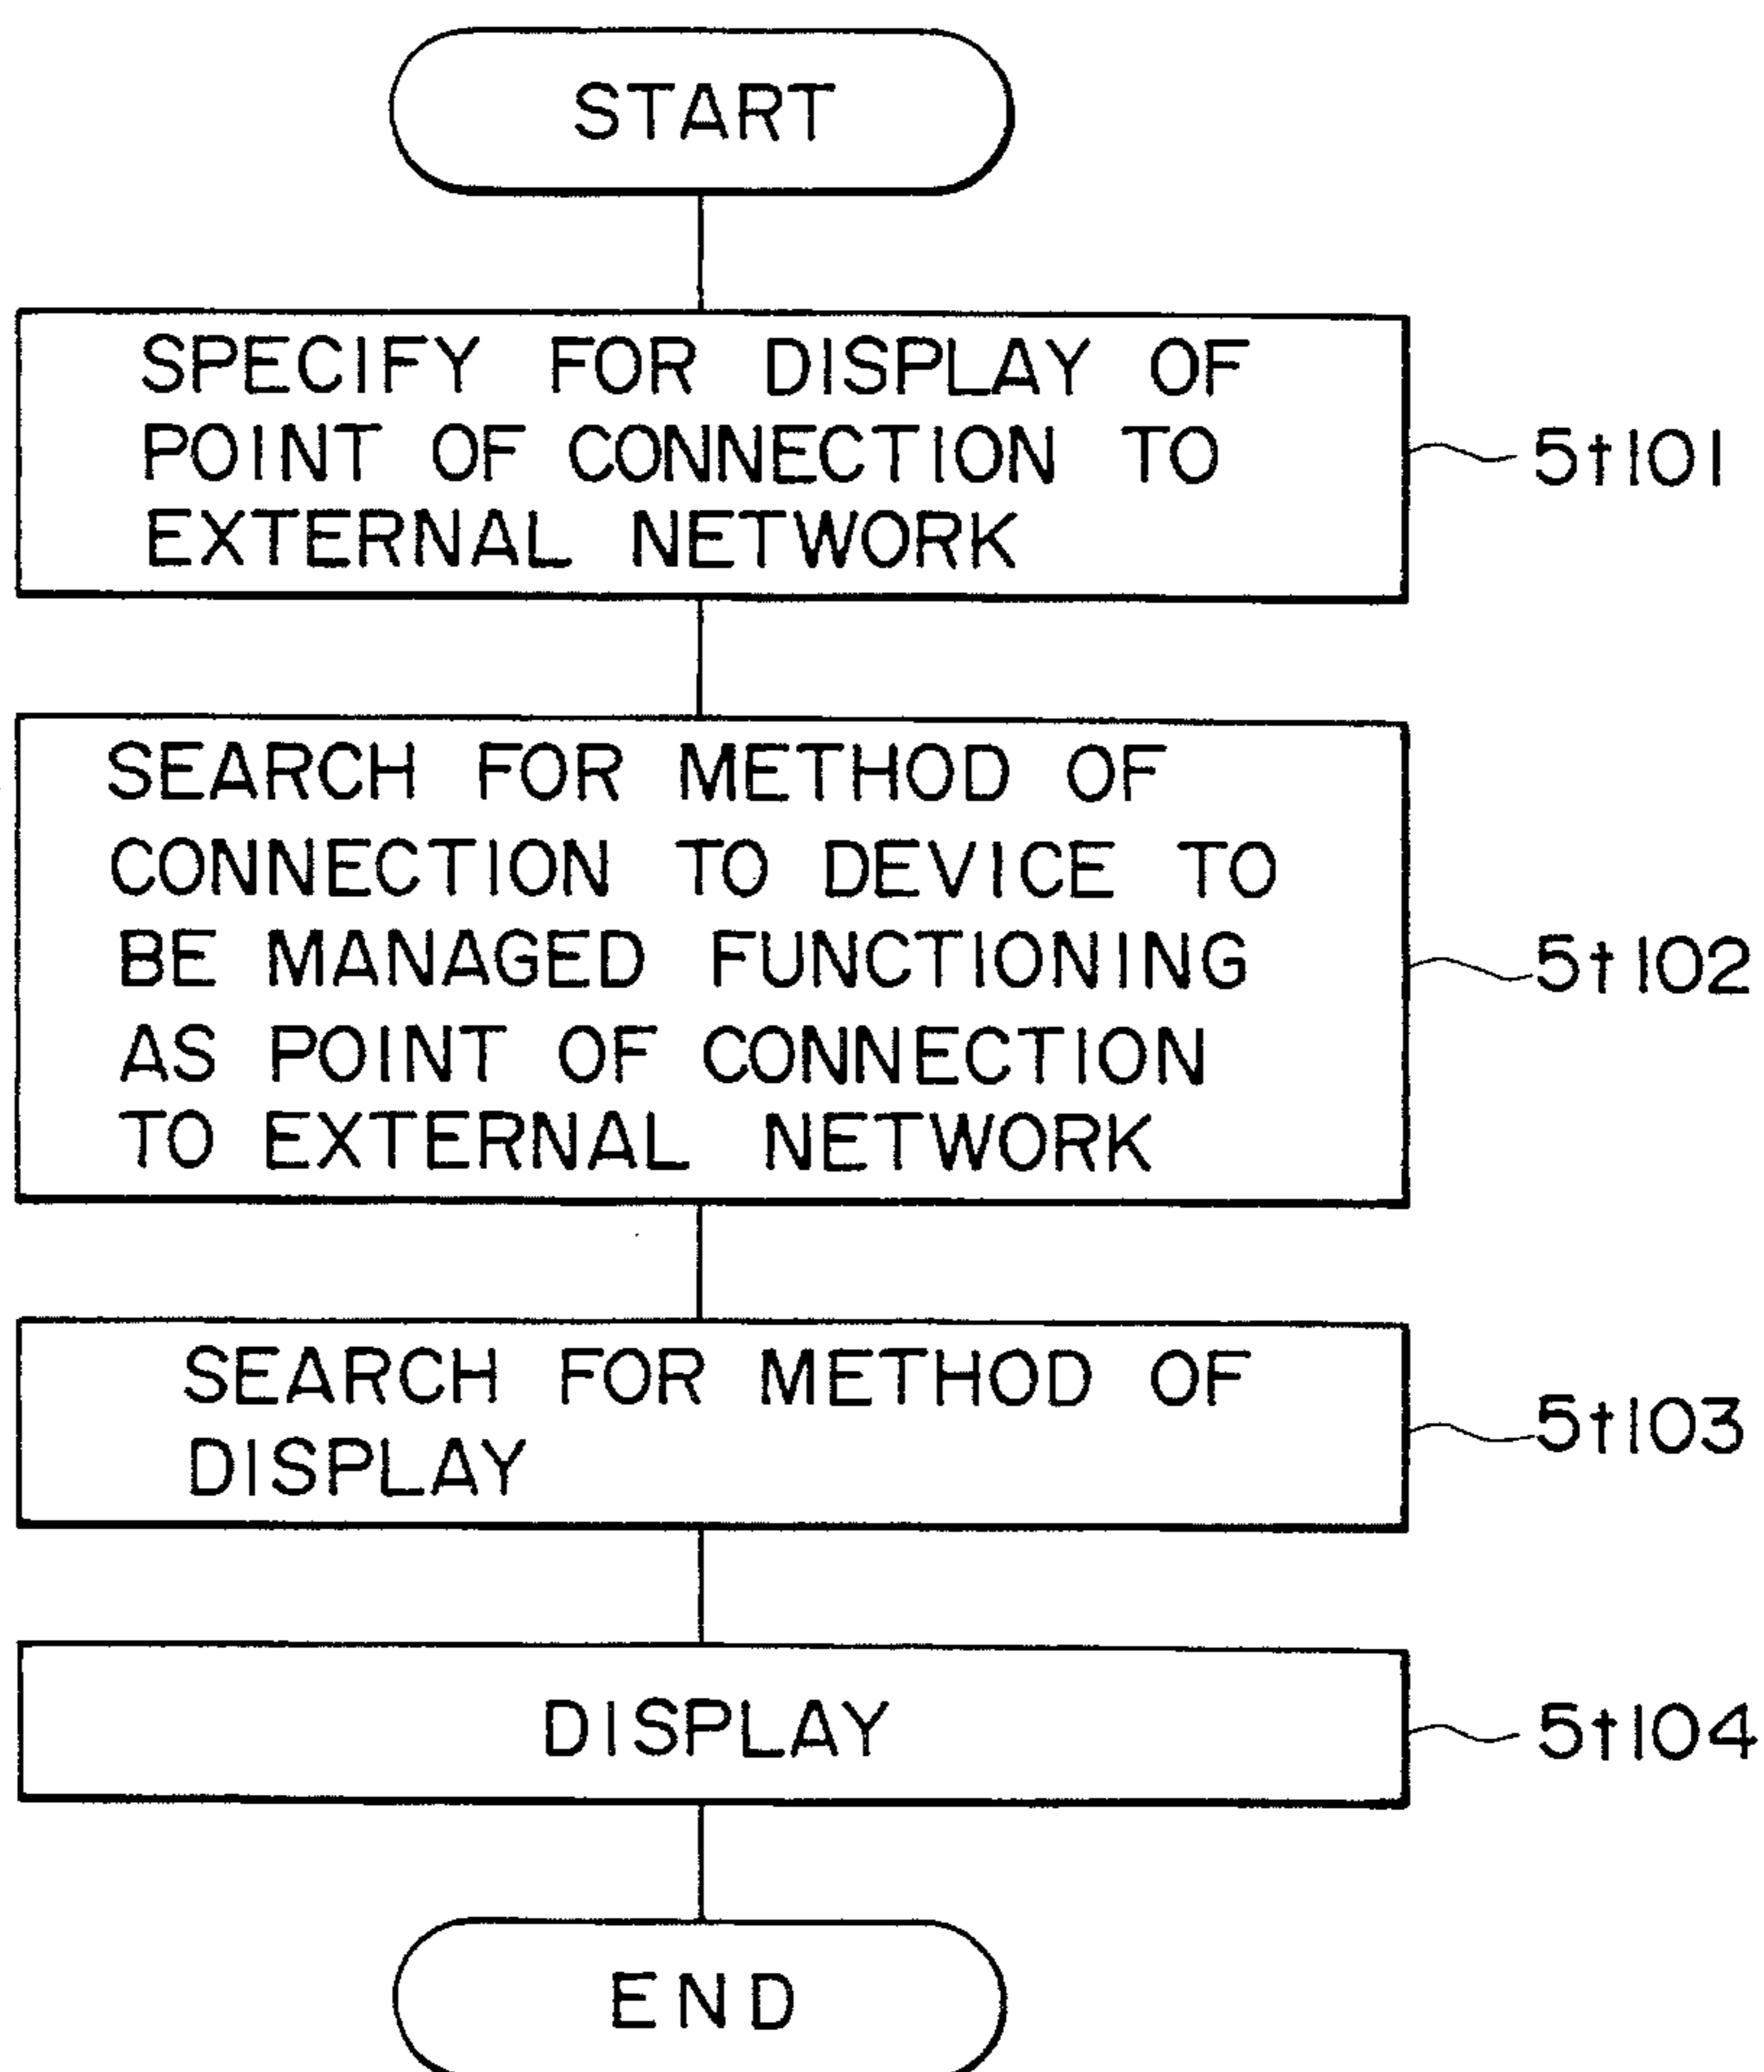 START
SPECIFY FOR DISPLAY OF
POINT OF CONNECTION TO
EXTERNAL NETWORK
5t101
SEARCH FOR METHOD OF
CONNECTION TO DEVICE TO
BE MANAGED FUNCTIONING
AS POINT OF CONNECTION
TO EXTERNAL NETWORK
5t102
SEARCH FOR METHOD OF
DISPLAY
5t103
DISPLAY
5t104
END